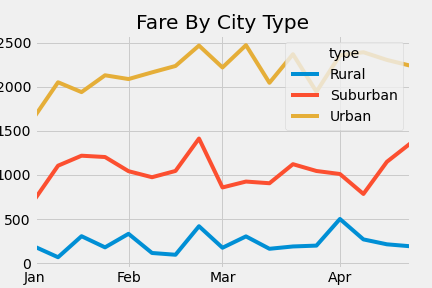 Fare By City Type
2500
2000
1500
1000
500
0
Jan Feb Mar Apr
type
Rural
Suburban
Urban